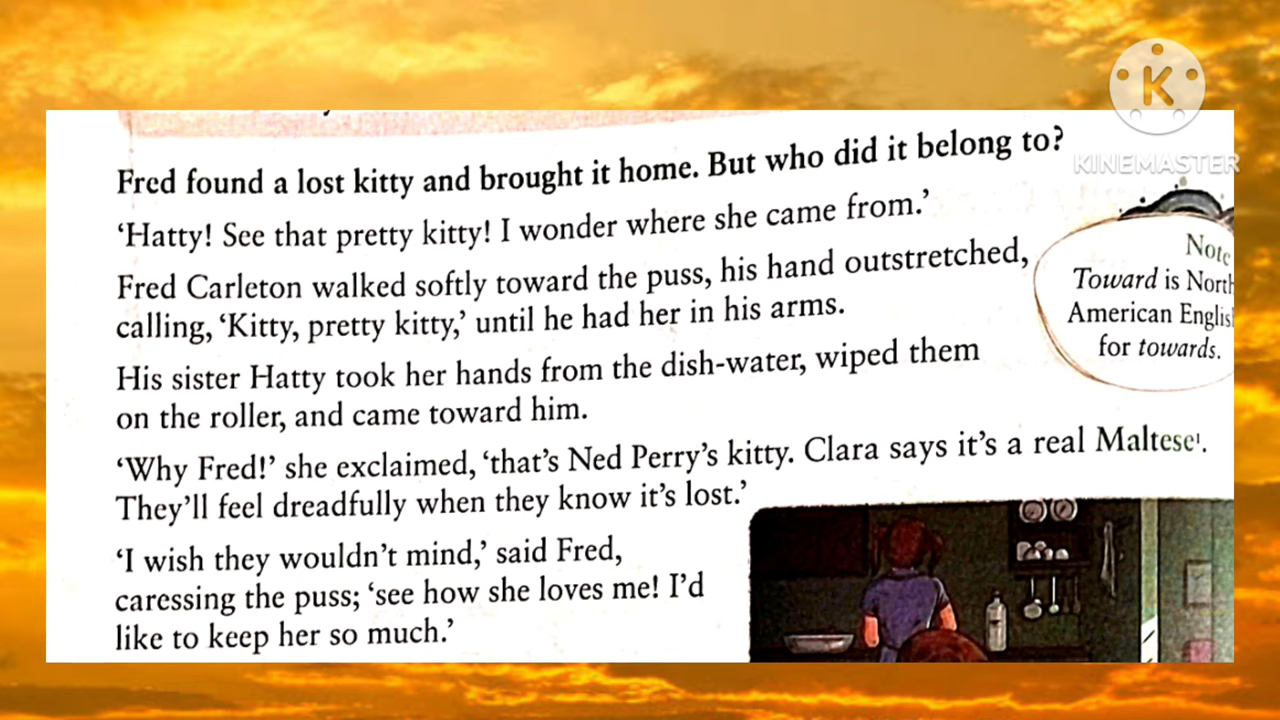 KINEMASTER
Fred found a lost kitty and brought it home. But who did it belong to?
‘Hatty! See that pretty kitty! I wonder where she came from.’
Fred Carleton walked softly toward the puss, his hand outstretched,
calling, ‘Kitty, pretty kitty,’ until he had her in his arms.
His sister Hatty took her hands from the dish-water, wiped them
on the roller, and came toward him.
‘Why Fred!’ she exclaimed, ‘that’s Ned Perry’s kitty. Clara says it’s a real Maltese¹.
They’ll feel dreadfully when they know it’s lost.’
‘I wish they wouldn’t mind,’ said Fred,
caressing the puss; ‘see how she loves me! I’d
like to keep her so much.’
Note
Toward is North
American Englis
for towards.